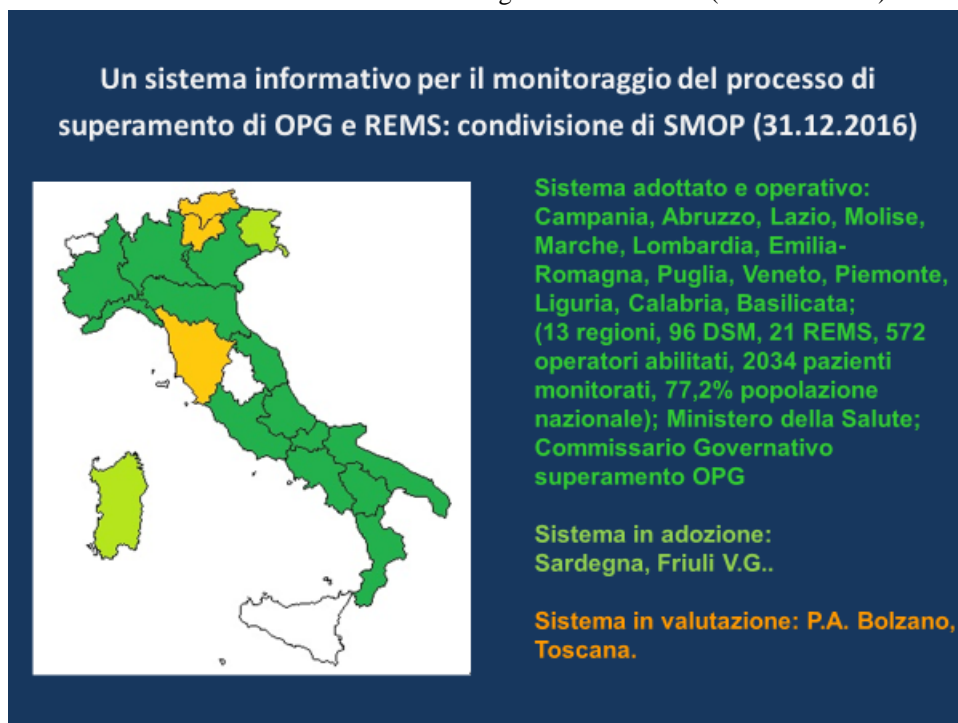 Un sistema informativo per il monitoraggio del processo di
superamento di OPG e REMS: condivisione di SMOP (31.12.2016)
Sistema adottato e operativo:
Campania, Abruzzo, Lazio, Molise,
Marche, Lombardia, Emilia-
Romagna, Puglia, Veneto, Piemonte,
Liguria, Calabria, Basilicata;
(13 regioni, 96 DSM, 21 REMS, 572
operatori abilitati, 2034 pazienti
monitorati, 77,2% popolazione
nazionale); Ministero della Salute;
Commissario Governativo
superamento OPG
Sistema in adozione:
Sardegna, Friuli V.G..
Sistema in valutazione: P.A. Bolzano,
Toscana.